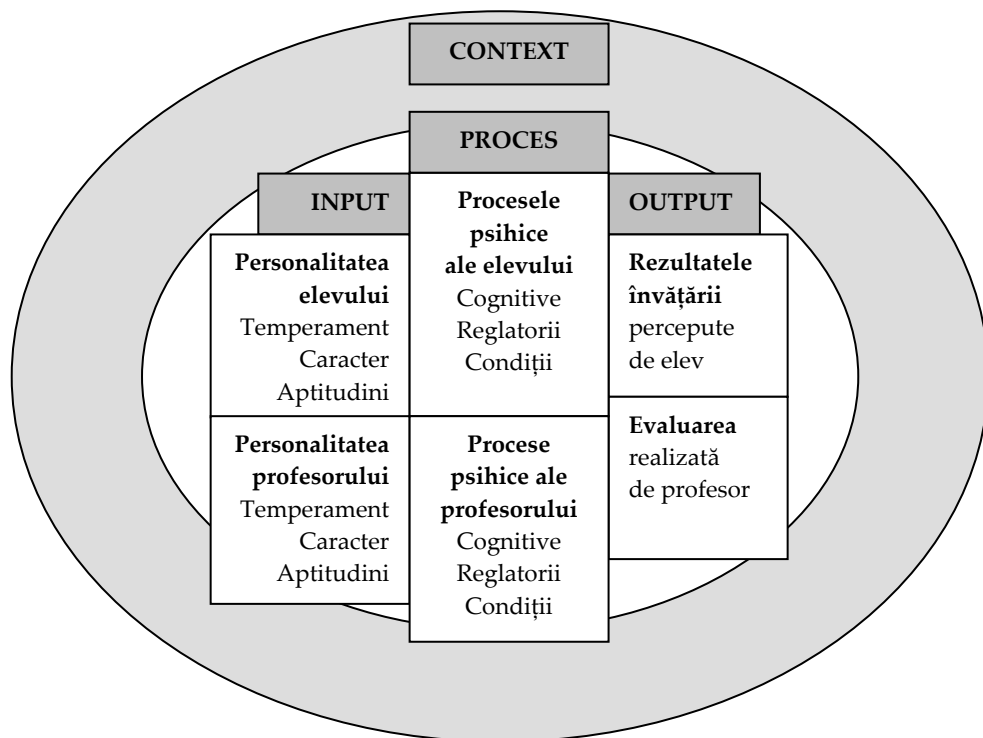 CONTEXT
PROCES
INPUT
Personalitatea
elevului
Temperament
Caracter
Aptitudini
Personalitatea
profesorului
Temperament
Caracter
Aptitudini
Procesele
psihice
ale elevului
Cognitive
Reglatorii
Condiții
Procese
psihice ale
profesorului
Cognitive
Reglatorii
Condiții
OUTPUT
Rezultatele
învățării
percepute
de elev
Evaluarea
realizată
de profesor